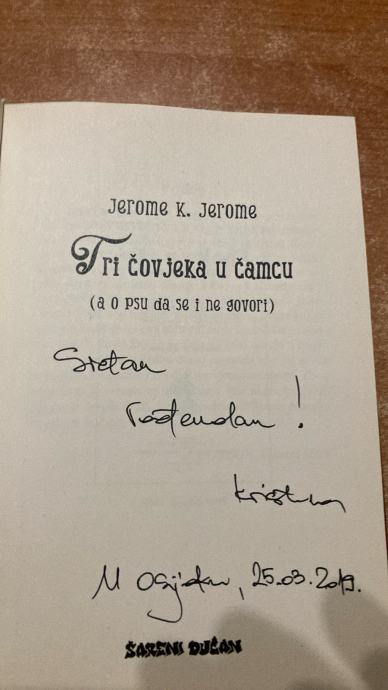 Jerome K. Jerome
Tri čovjeka u čamcu
(a o psu da se i ne govori)
Sretan
rođendan !
Kristina
U Osijeku, 25.03.2019.
ŠARENI DUĆAN